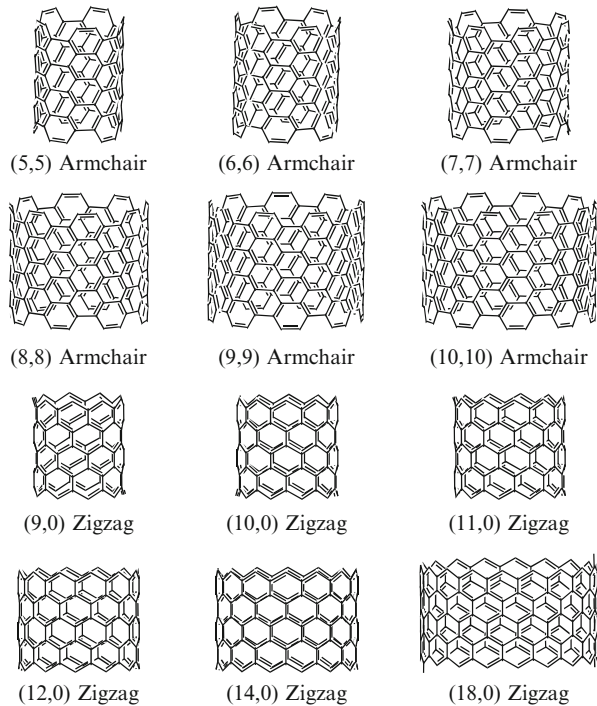 (5,5) Armchair (6,6) Armchair (7,7) Armchair
(8,8) Armchair (9,9) Armchair (10,10) Armchair
(9,0) Zigzag (10,0) Zigzag (11,0) Zigzag
(12,0) Zigzag (14,0) Zigzag (18,0) Zigzag